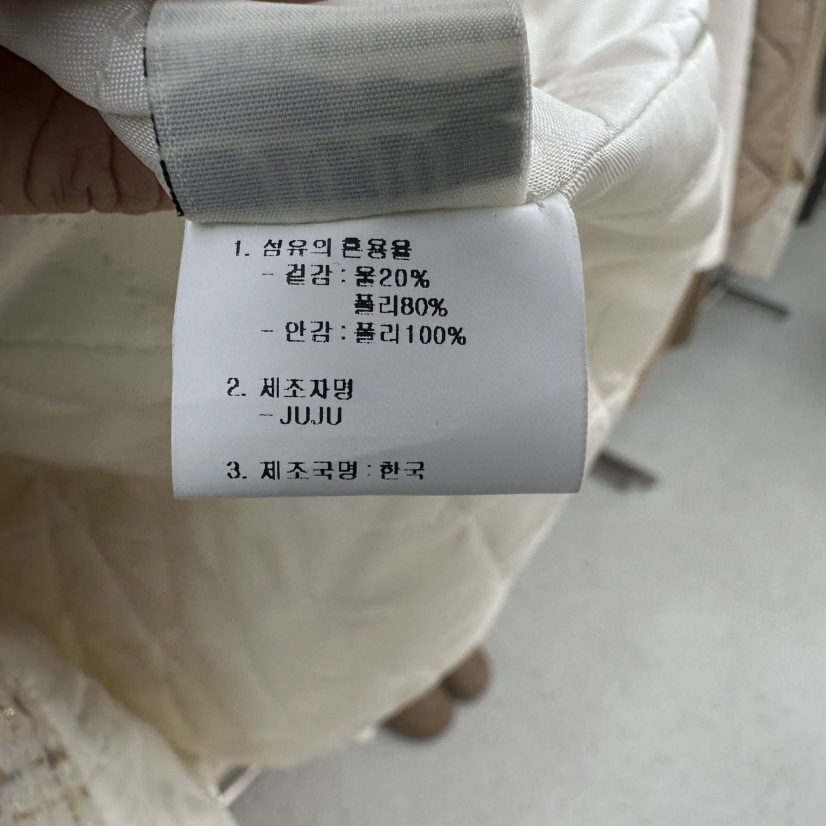 1. 섬유의 혼용율
- 겉감 : 울20%
폴리80%
- 안감 : 폴리100%
2. 제조자명
- JUJU
3. 제조국명 : 한국